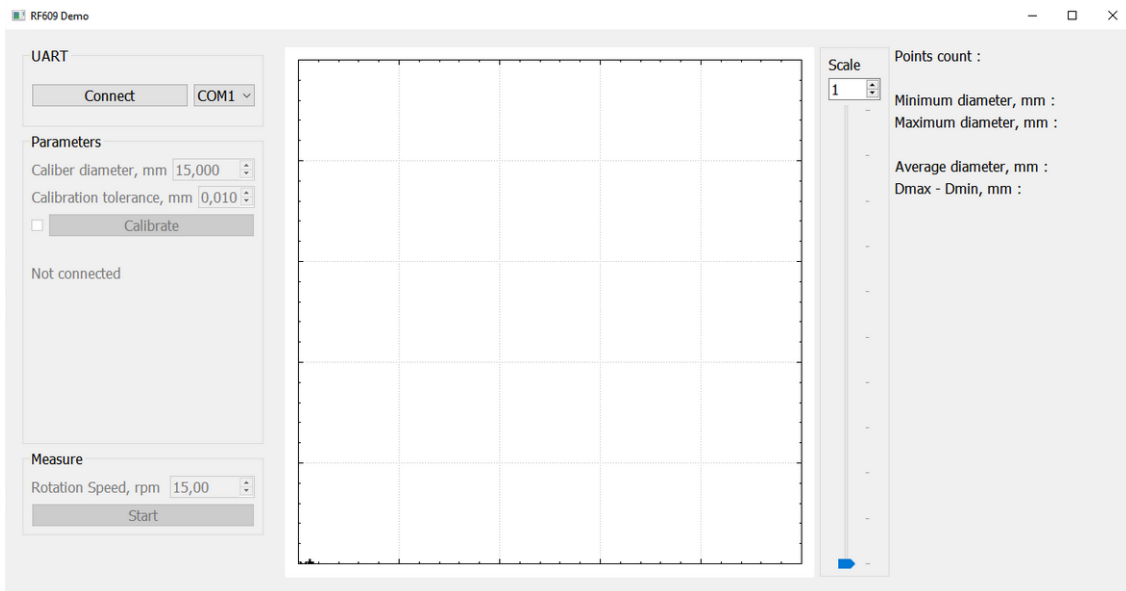 RF609 Demo
UART
Connect COM1
Parameters
Caliber diameter, mm 15,000
Calibration tolerance, mm 0,010
Calibrate
Not connected
Measure
Rotation Speed, rpm 15,00
Start
Scale
1
Points count :
Minimum diameter, mm :
Maximum diameter, mm :
Average diameter, mm :
Dmax - Dmin, mm :